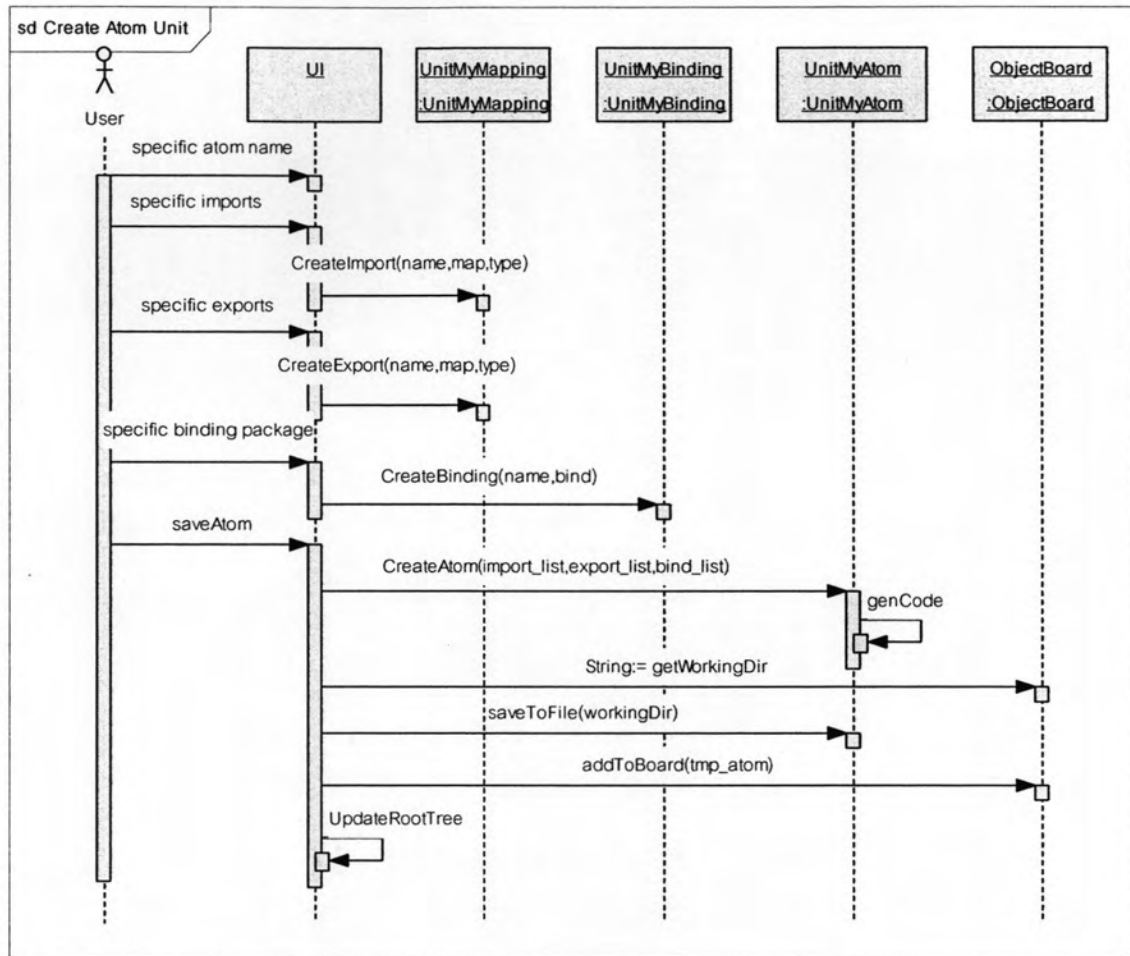 sd Create Atom Unit
User
UI
UnitMyMapping
:UnitMyMapping
UnitMyBinding
:UnitMyBinding
UnitMyAtom
:UnitMyAtom
ObjectBoard
:ObjectBoard
specific atom name
specific imports
CreateImport(name,map,type)
specific exports
CreateExport(name,map,type)
specific binding package
CreateBinding(name,bind)
saveAtom
CreateAtom(import_list,export_list,bind_list)
genCode
String:= getWorkingDir
saveToFile(workingDir)
addToBoard(tmp_atom)
UpdateRootTree